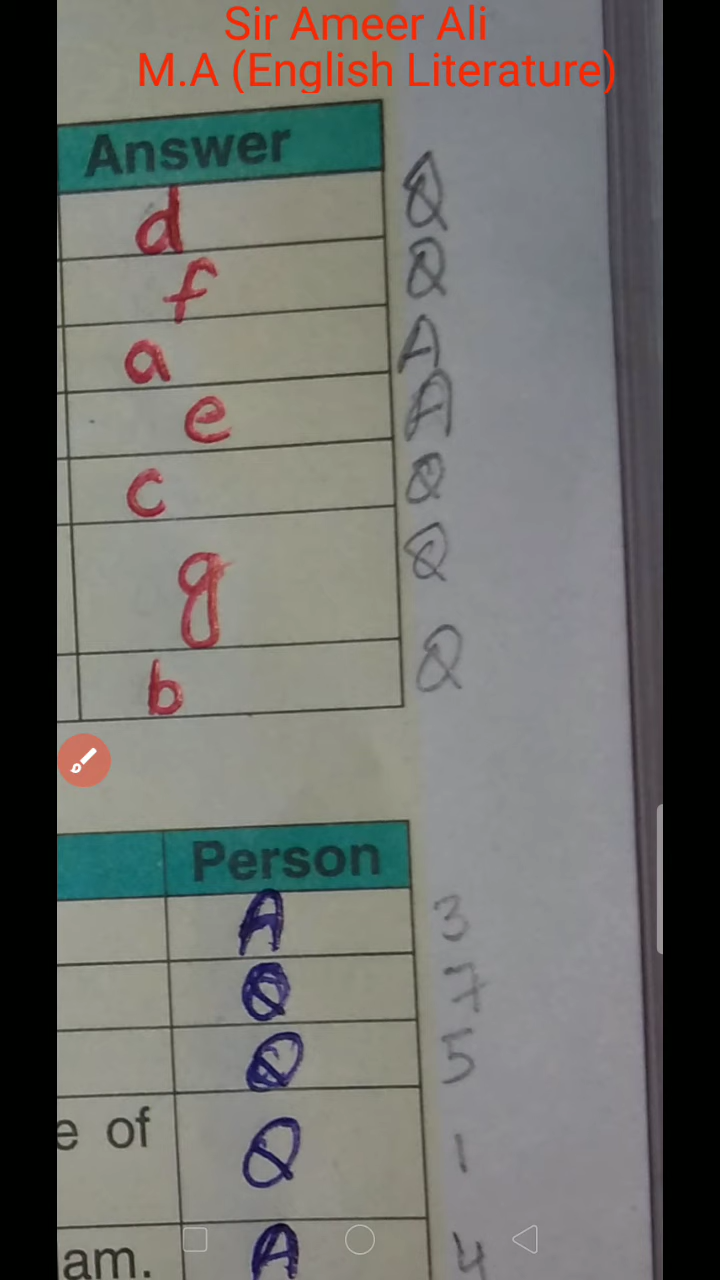 Sir Ameer Ali
M.A (English Literature)
Answer
d Q
f Q
a A
e A
c Q
g Q
b Q
Person
A 3
Q 7
Q 5
e of Q 1
am. A 4